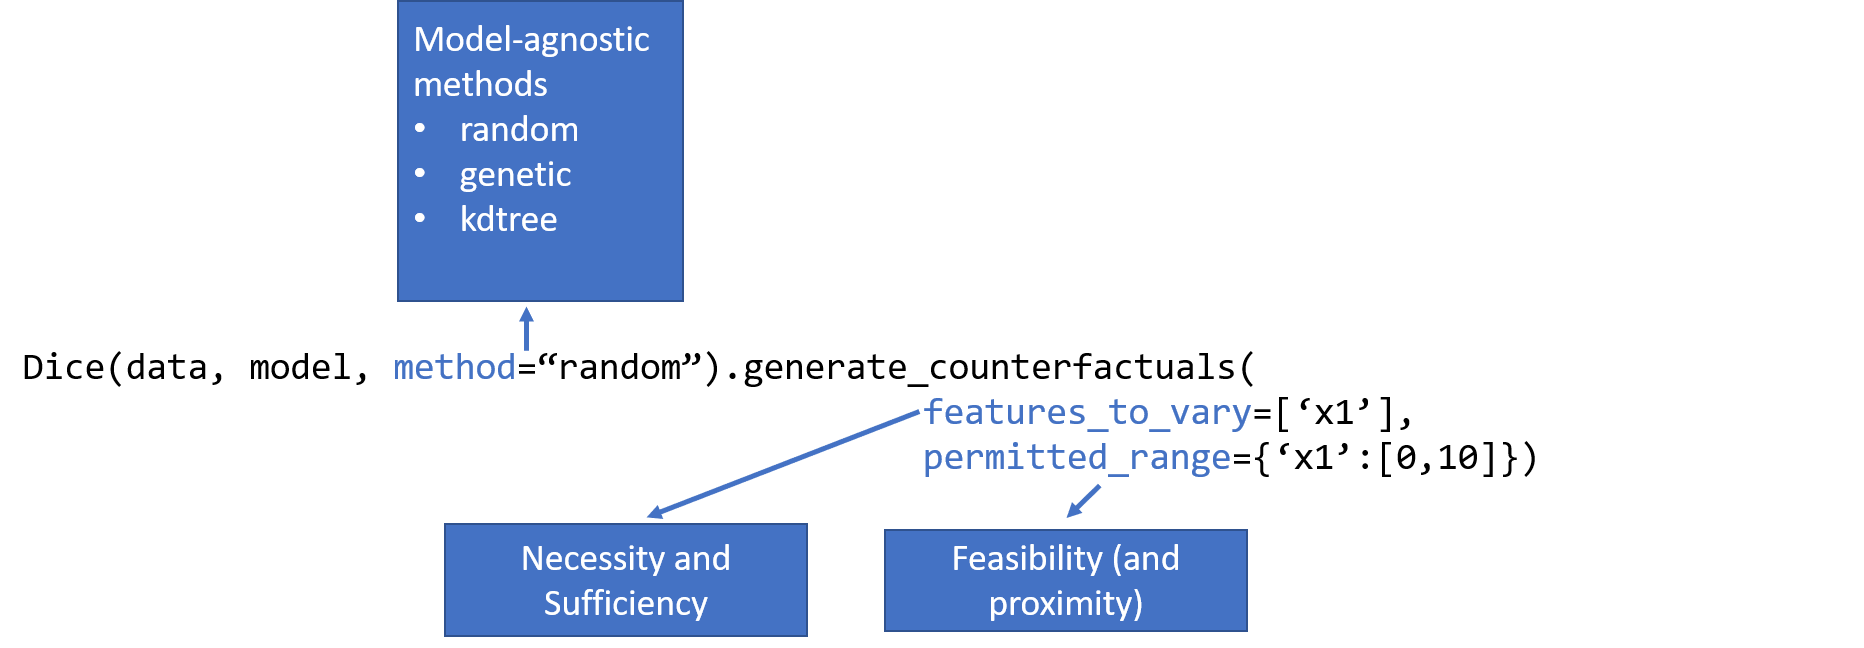 Model-agnostic
methods
• random
• genetic
• kdtree
Dice(data, model, method=“random”).generate_counterfactuals(
features_to_vary=[‘x1’],
permitted_range={‘x1’:[0,10]})
Necessity and
Sufficiency
Feasibility (and
proximity)